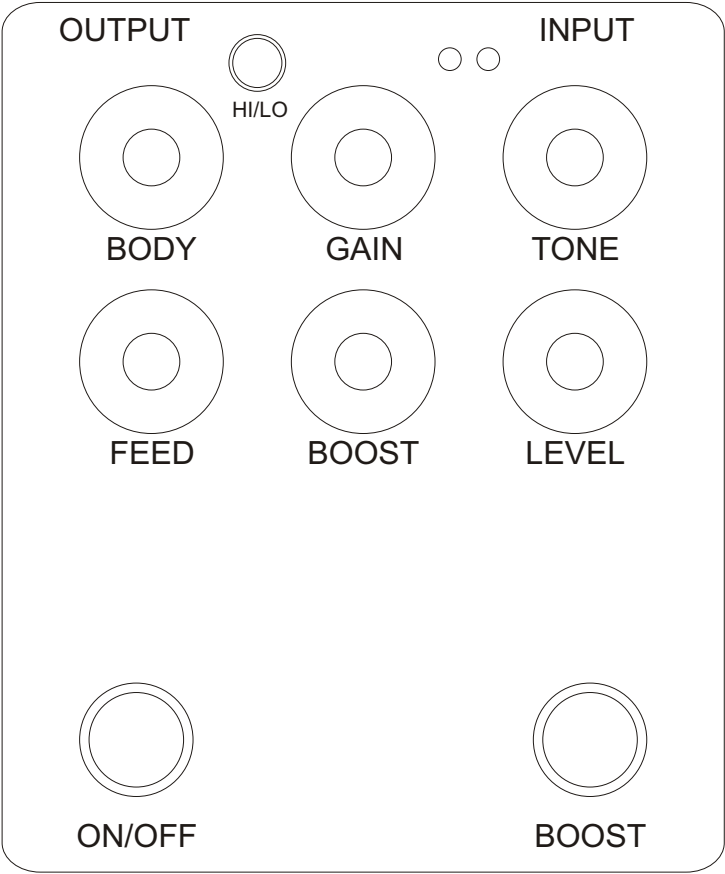 OUTPUT INPUT
HI/LO
BODY GAIN TONE
FEED BOOST LEVEL
ON/OFF BOOST